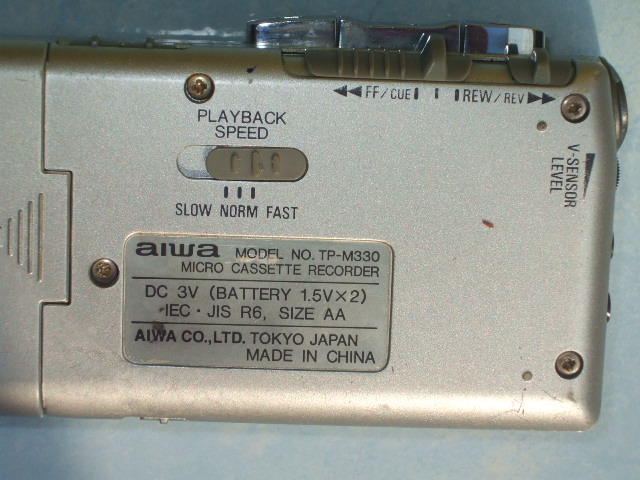 ◀◀ FF/CUE REW/REV ▶▶
PLAYBACK
SPEED
SLOW NORM FAST
V-SENSOR
LEVEL
aiwa MODEL NO. TP-M330
MICRO CASSETTE RECORDER
DC 3V (BATTERY 1.5V×2)
IEC · JIS R6, SIZE AA
AIWA CO.,LTD. TOKYO JAPAN
MADE IN CHINA